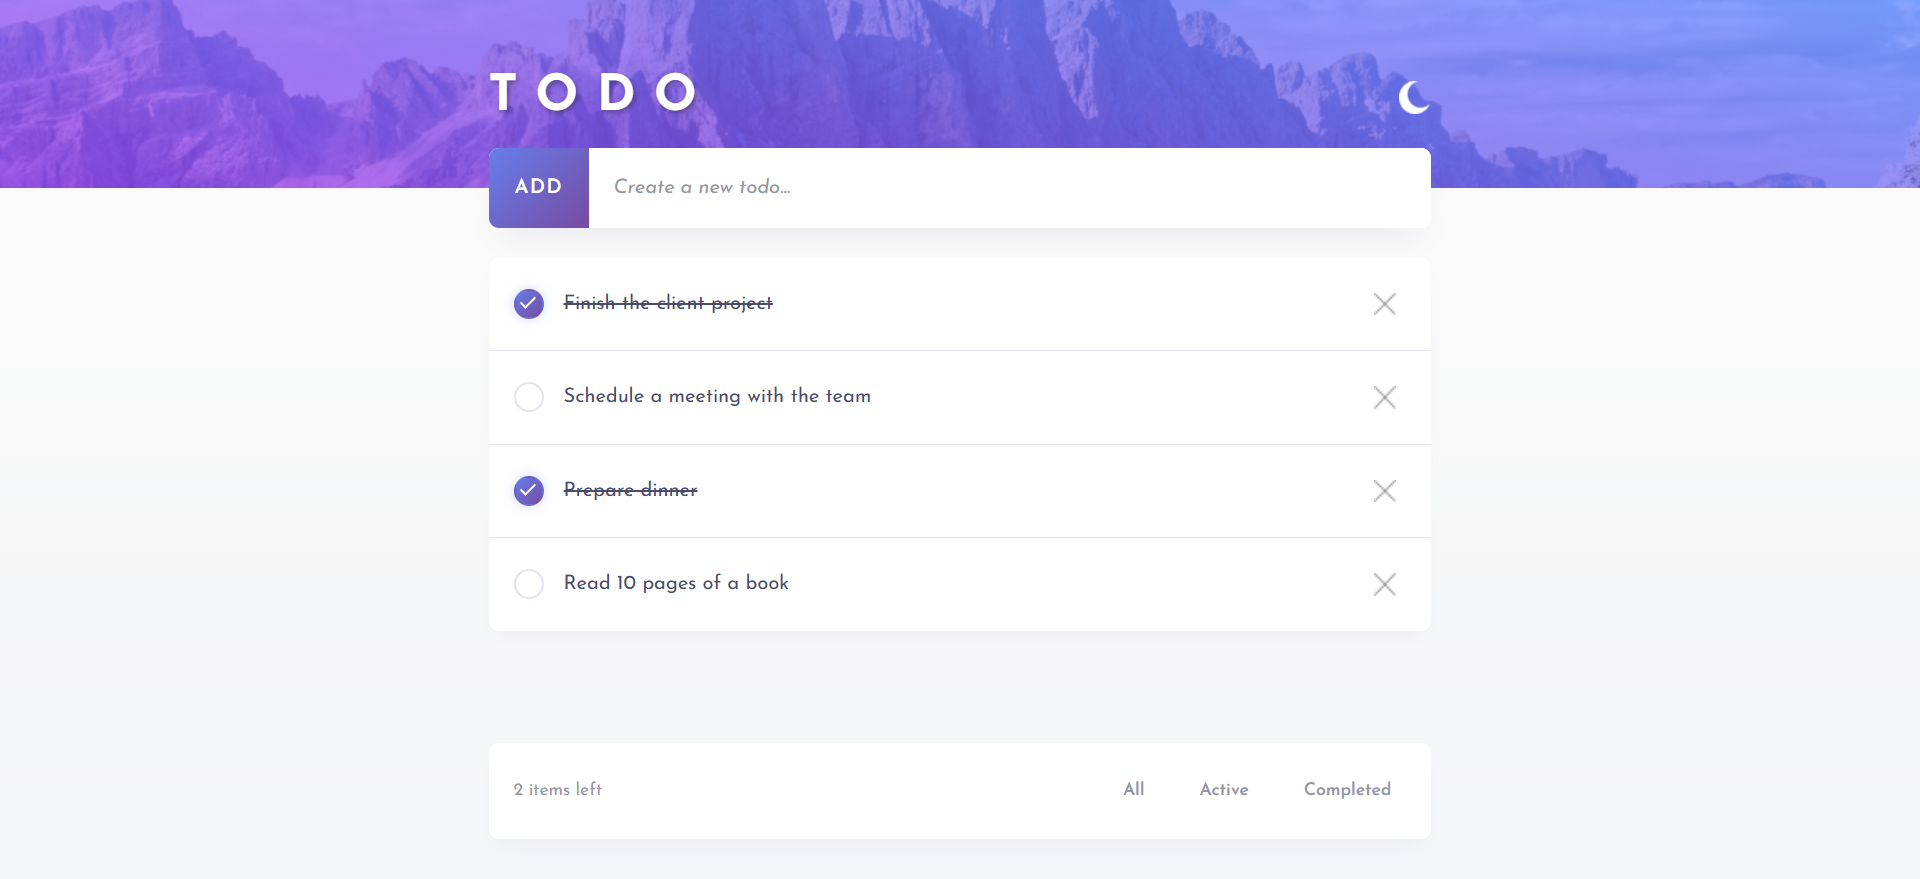 TODO
ADD Create a new todo...
Finish the client project
Schedule a meeting with the team
Prepare dinner
Read 10 pages of a book
2 items left All Active Completed